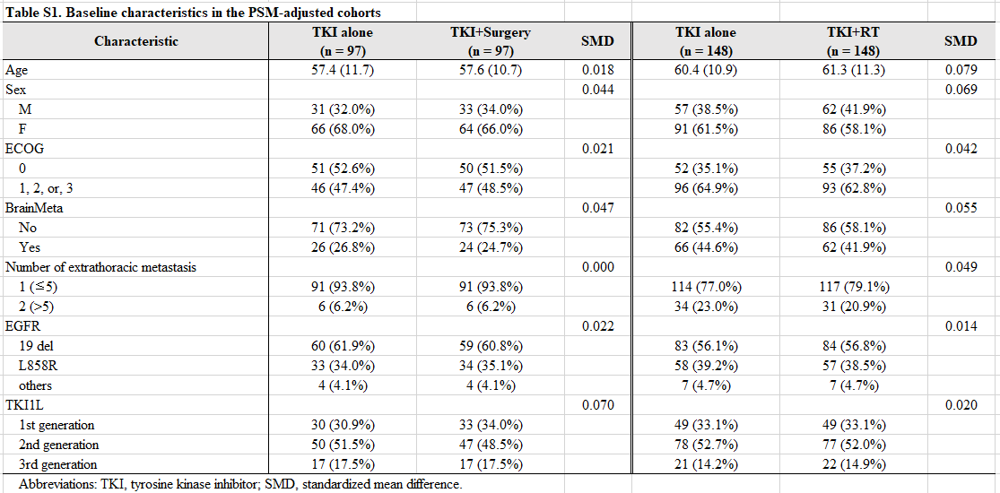 Table S1. Baseline characteristics in the PSM-adjusted cohorts
Characteristic TKI alone (n = 97) TKI+Surgery (n = 97) SMD TKI alone (n = 148) TKI+RT (n = 148) SMD
Age 57.4 (11.7) 57.6 (10.7) 0.018 60.4 (10.9) 61.3 (11.3) 0.079
Sex 0.044 0.069
M 31 (32.0%) 33 (34.0%) 57 (38.5%) 62 (41.9%)
F 66 (68.0%) 64 (66.0%) 91 (61.5%) 86 (58.1%)
ECOG 0.021 0.042
0 51 (52.6%) 50 (51.5%) 52 (35.1%) 55 (37.2%)
1, 2, or, 3 46 (47.4%) 47 (48.5%) 96 (64.9%) 93 (62.8%)
BrainMeta 0.047 0.055
No 71 (73.2%) 73 (75.3%) 82 (55.4%) 86 (58.1%)
Yes 26 (26.8%) 24 (24.7%) 66 (44.6%) 62 (41.9%)
Number of extrathoracic metastasis 0.000 0.049
1 (≤5) 91 (93.8%) 91 (93.8%) 114 (77.0%) 117 (79.1%)
2 (>5) 6 (6.2%) 6 (6.2%) 34 (23.0%) 31 (20.9%)
EGFR 0.022 0.014
19 del 60 (61.9%) 59 (60.8%) 83 (56.1%) 84 (56.8%)
L858R 33 (34.0%) 34 (35.1%) 58 (39.2%) 57 (38.5%)
others 4 (4.1%) 4 (4.1%) 7 (4.7%) 7 (4.7%)
TKI1L 0.070 0.020
1st generation 30 (30.9%) 33 (34.0%) 49 (33.1%) 49 (33.1%)
2nd generation 50 (51.5%) 47 (48.5%) 78 (52.7%) 77 (52.0%)
3rd generation 17 (17.5%) 17 (17.5%) 21 (14.2%) 22 (14.9%)
Abbreviations: TKI, tyrosine kinase inhibitor; SMD, standardized mean difference.